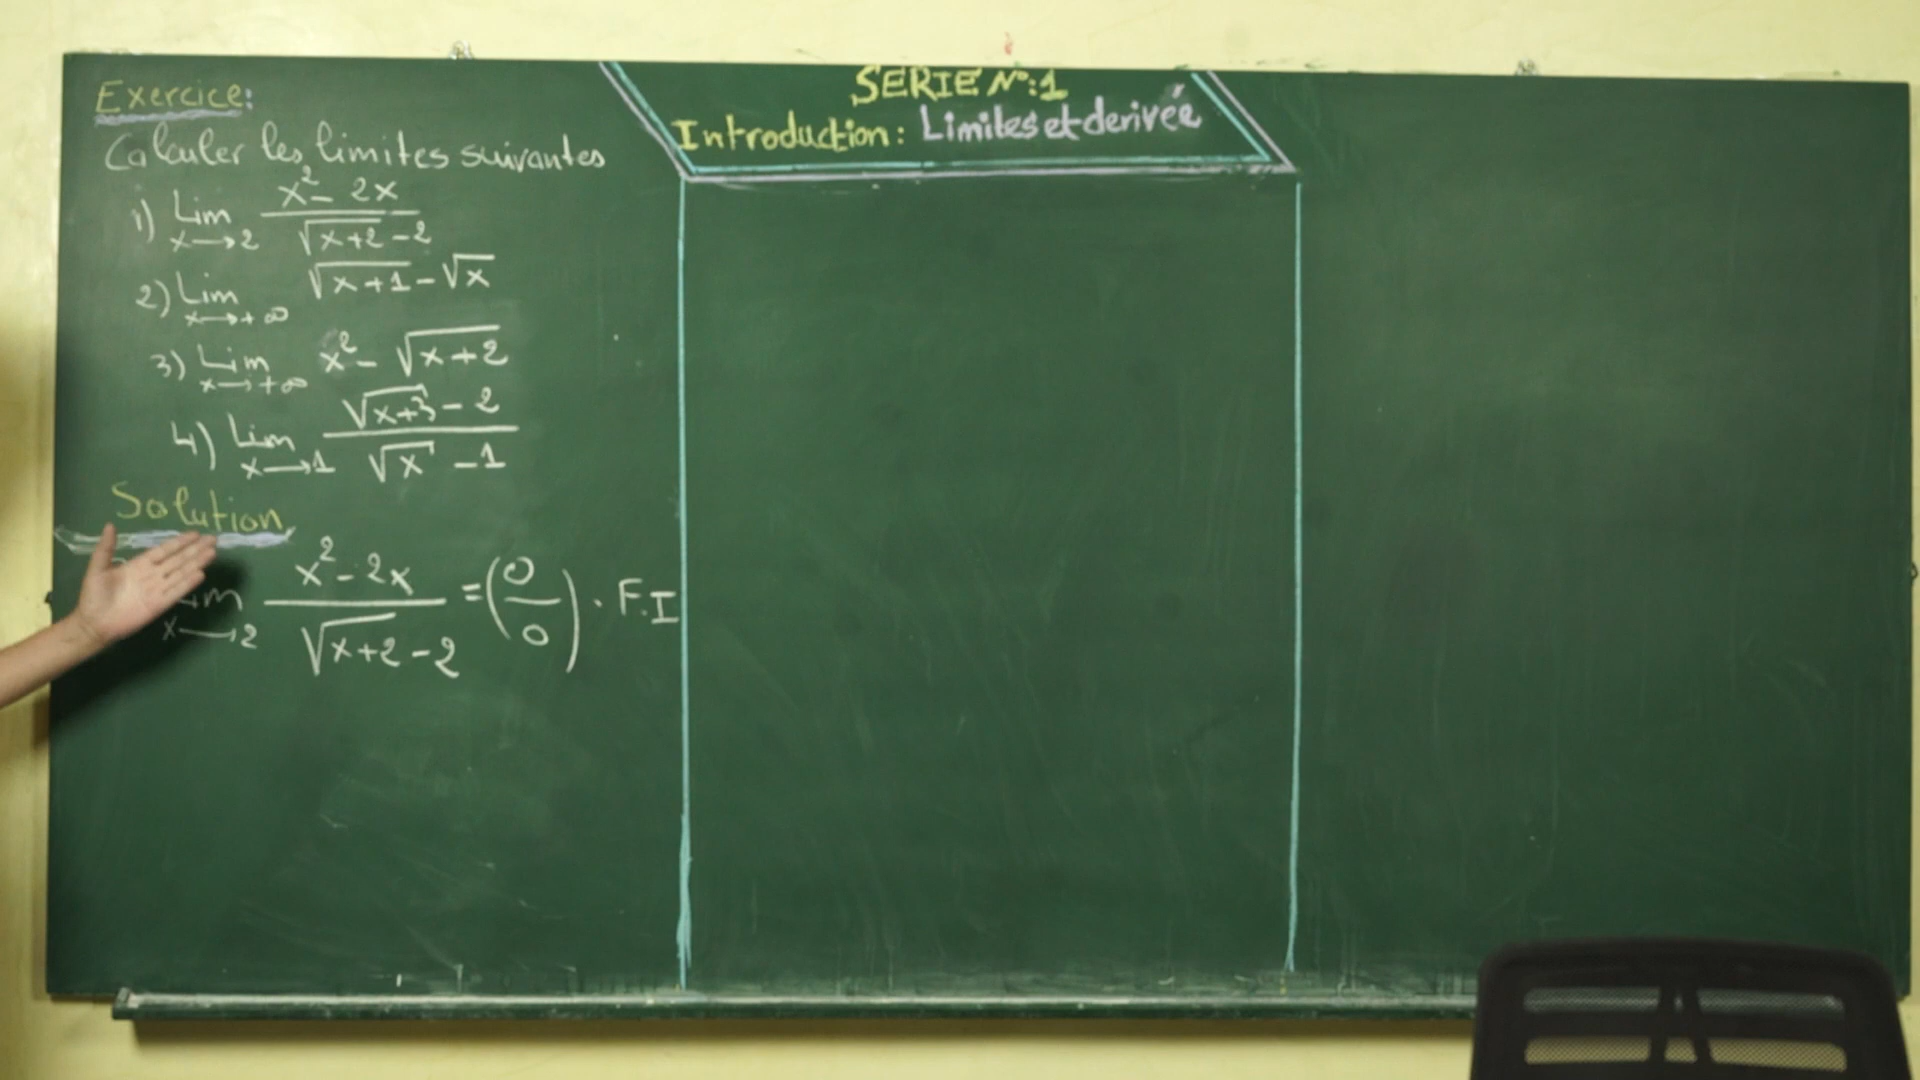 SERIE N°:1
Introduction: Limites et derivée
Exercice:
Calculer les limites suivantes
1) Lim x→2 (x² - 2x) / (√(x+2) - 2)
2) Lim x→+∞ √(x+1) - √x
3) Lim x→+∞ x² - √(x+2)
4) Lim x→1 (√(x+3) - 2) / (√x - 1)
Solution
x→2 (x² - 2x) / (√(x+2) - 2) = (0/0). F.I